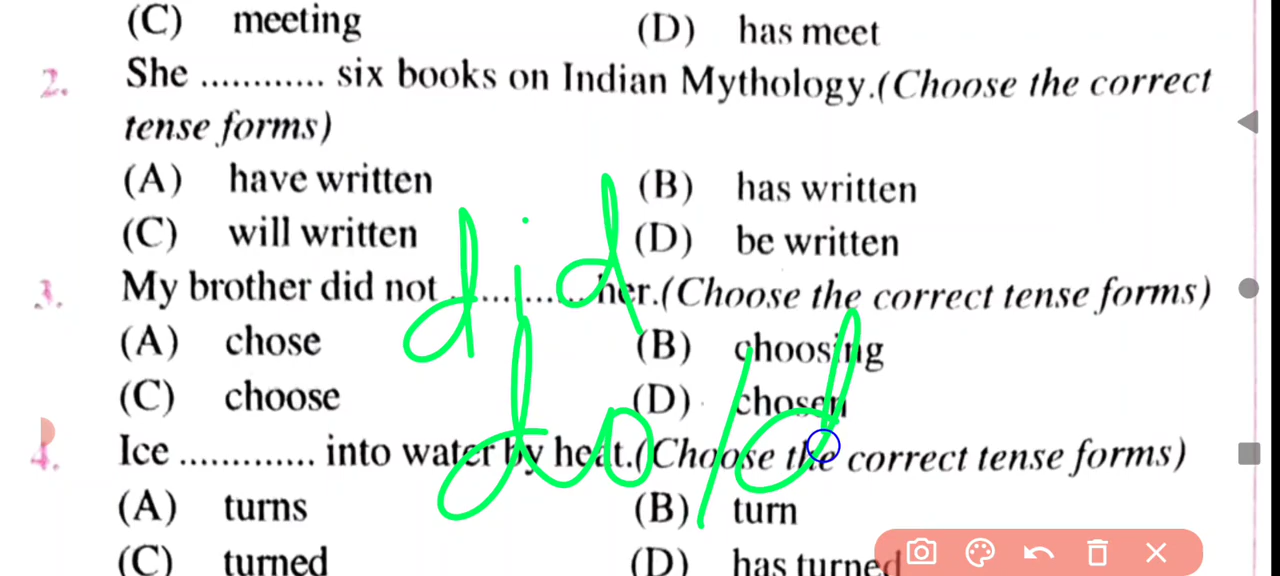 (C) meeting (D) has meet
2. She ............ six books on Indian Mythology.(Choose the correct
tense forms)
(A) have written (B) has written
(C) will written (D) be written
3. My brother did not ............ her.(Choose the correct tense forms)
did
(A) chose (B) choosing
(C) choose (D) chosen
do/d
4. Ice ............. into water by heat.(Choose the correct tense forms)
(A) turns (B) turn
(C) turned (D) has turned